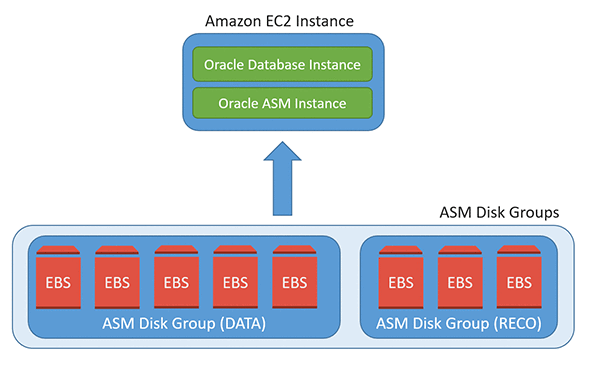 Amazon EC2 Instance
Oracle Database Instance
Oracle ASM Instance
ASM Disk Groups
EBS EBS EBS EBS EBS
ASM Disk Group (DATA)
EBS EBS EBS
ASM Disk Group (RECO)